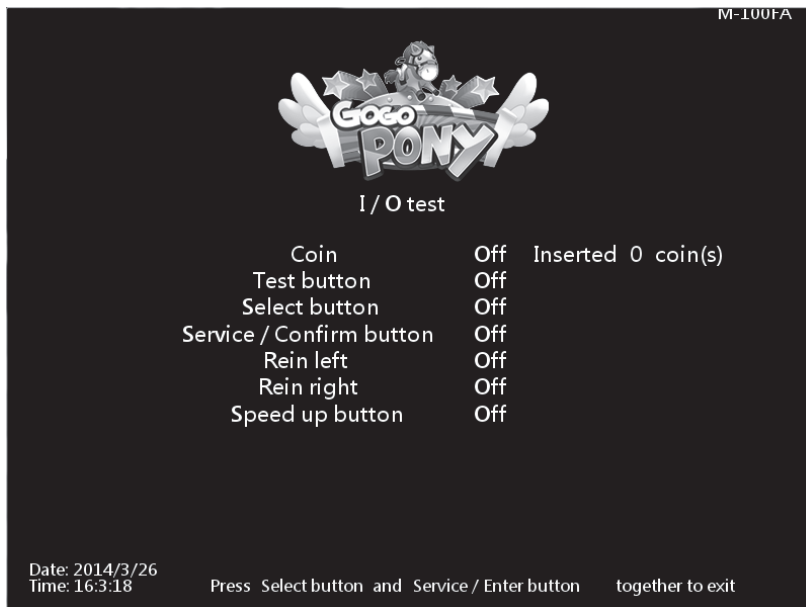 M-100FA
GOGO
PONY
I / O test
Coin Off Inserted 0 coin(s)
Test button Off
Select button Off
Service / Confirm button Off
Rein left Off
Rein right Off
Speed up button Off
Date: 2014/3/26
Time: 16:3:18 Press Select button and Service / Enter button together to exit